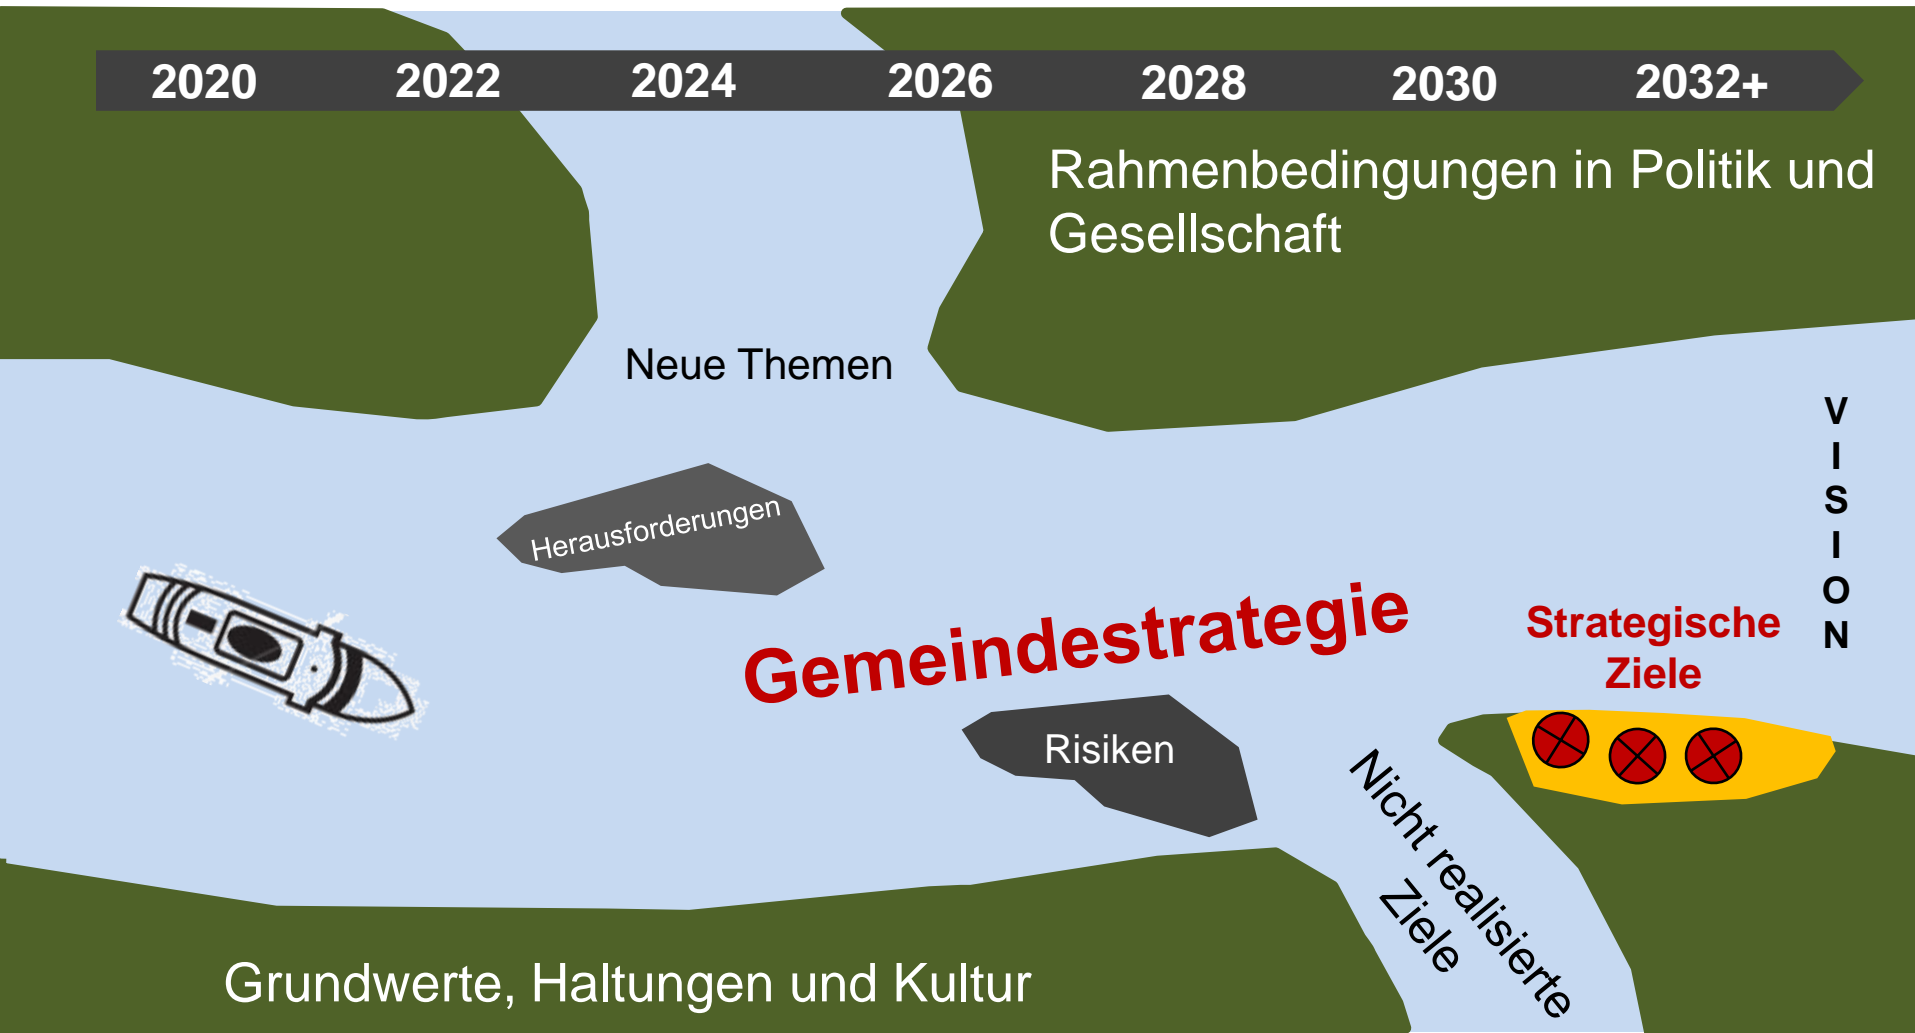 2020 2022 2024 2026 2028 2030 2032+
Rahmenbedingungen in Politik und
Gesellschaft
Neue Themen
VISION
Herausforderungen
Gemeindestrategie
Strategische
Ziele
Risiken
Nicht realisierte
Ziele
Grundwerte, Haltungen und Kultur